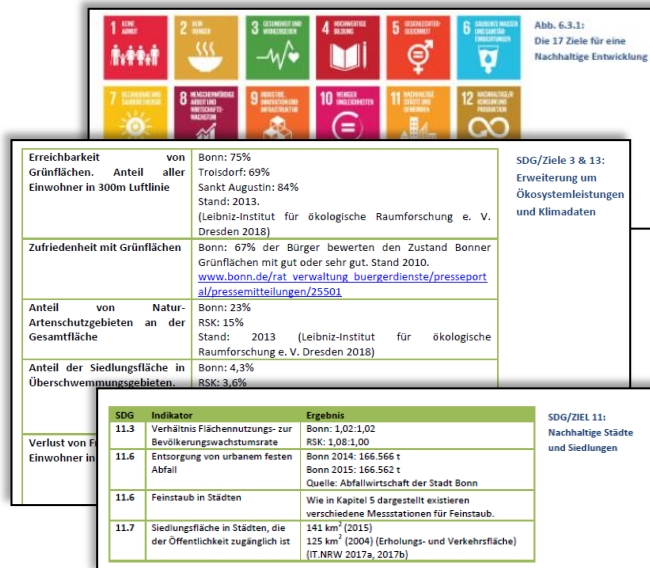 1 KEINE
ARMUT
2 KEIN
HUNGER
3 GESUNDHEIT UND
WOHLERGEHEN
4 HOCHWERTIGE
BILDUNG
5 GESCHLECHTER-
GLEICHHEIT
6 SAUBERES WASSER
UND SANITÄR-
EINRICHTUNGEN
Abb. 6.3.1:
Die 17 Ziele für eine
Nachhaltige Entwicklung
7 BEZAHLBARE UND
SAUBERE ENERGIE
8 MENSCHENWÜRDIGE
ARBEIT UND
WIRTSCHAFTS-
WACHSTUM
9 INDUSTRIE,
INNOVATION UND
INFRASTRUKTUR
10 WENIGER
UNGLEICHHEITEN
11 NACHHALTIGE
STÄDTE UND
GEMEINDEN
12 NACHHALTIGE/R
KONSUM UND
PRODUKTION
Erreichbarkeit von
Grünflächen. Anteil aller
Einwohner in 300m Luftlinie
Bonn: 75%
Troisdorf: 69%
Sankt Augustin: 84%
Stand: 2013.
(Leibniz-Institut für ökologische Raumforschung e. V.
Dresden 2018)
SDG/Ziele 3 & 13:
Erweiterung um
Ökosystemleistungen
und Klimadaten
Zufriedenheit mit Grünflächen
Bonn: 67% der Bürger bewerten den Zustand Bonner
Grünflächen mit gut oder sehr gut. Stand 2010.
www.bonn.de/rat_verwaltung_buergerdienste/presseport
al/pressemitteilungen/25501
Anteil von Natur-
Artenschutzgebieten an der
Gesamtfläche
Bonn: 23%
RSK: 15%
Stand: 2013 (Leibniz-Institut für ökologische
Raumforschung e. V. Dresden 2018)
Anteil der Siedlungsfläche in
Überschwemmungsgebieten.
Bonn: 4,3%
RSK: 3,6%
Verlust von
Einwohner in
SDG Indikator Ergebnis
11.3 Verhältnis Flächennutzungs- zur
Bevölkerungswachstumsrate
Bonn: 1,02:1,02
RSK: 1,08:1,00
11.6 Entsorgung von urbanem festen
Abfall
Bonn 2014: 166.566 t
Bonn 2015: 166.562 t
Quelle: Abfallwirtschaft der Stadt Bonn
11.6 Feinstaub in Städten
Wie in Kapitel 5 dargestellt existieren
verschiedene Messstationen für Feinstaub.
11.7 Siedlungsfläche in Städten, die
der Öffentlichkeit zugänglich ist
141 km² (2015)
125 km² (2004) (Erholungs- und Verkehrsfläche)
(IT.NRW 2017a, 2017b)
SDG/ZIEL 11:
Nachhaltige Städte
und Siedlungen